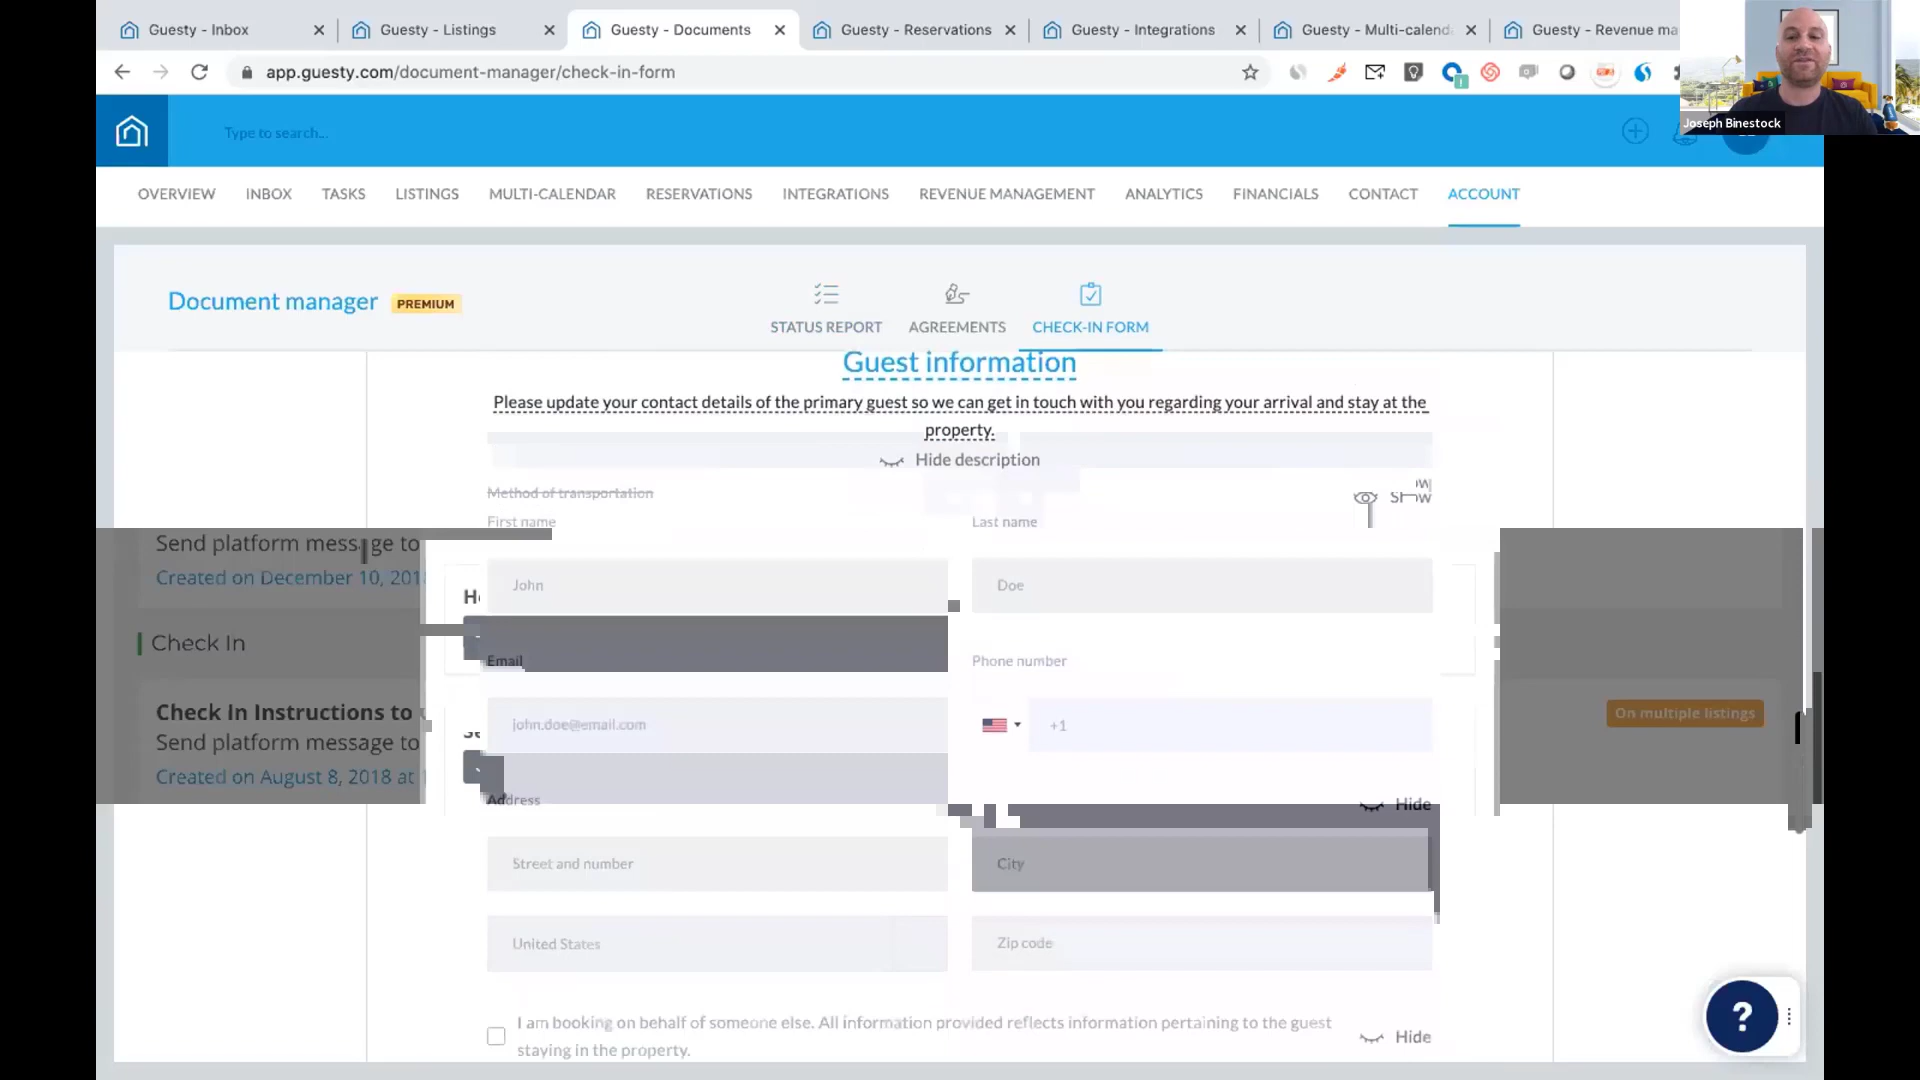 Guesty - Inbox
Guesty - Listings
Guesty - Documents
Guesty - Reservations
Guesty - Integrations
Guesty - Multi-calend
Guesty - Revenue ma
app.guesty.com/document-manager/check-in-form
Joseph Binestock
Type to search...
OVERVIEW
INBOX
TASKS
LISTINGS
MULTI-CALENDAR
RESERVATIONS
INTEGRATIONS
REVENUE MANAGEMENT
ANALYTICS
FINANCIALS
CONTACT
ACCOUNT
Document manager
PREMIUM
STATUS REPORT
AGREEMENTS
CHECK-IN FORM
Guest information
Please update your contact details of the primary guest so we can get in touch with you regarding your arrival and stay at the
property.
Hide description
Method of transportation
First name
Last name
Send platform message to
John
Doe
Created on December 10, 201
Check In
Email
Phone number
Check In Instructions to
On multiple listings
john.doe@email.com
+1
Send platform message to
Created on August 8, 2018 at
Address
Hide
Street and number
City
United States
Zip code
I am booking on behalf of someone else. All information provided reflects information pertaining to the guest
staying in the property.
Hide
?